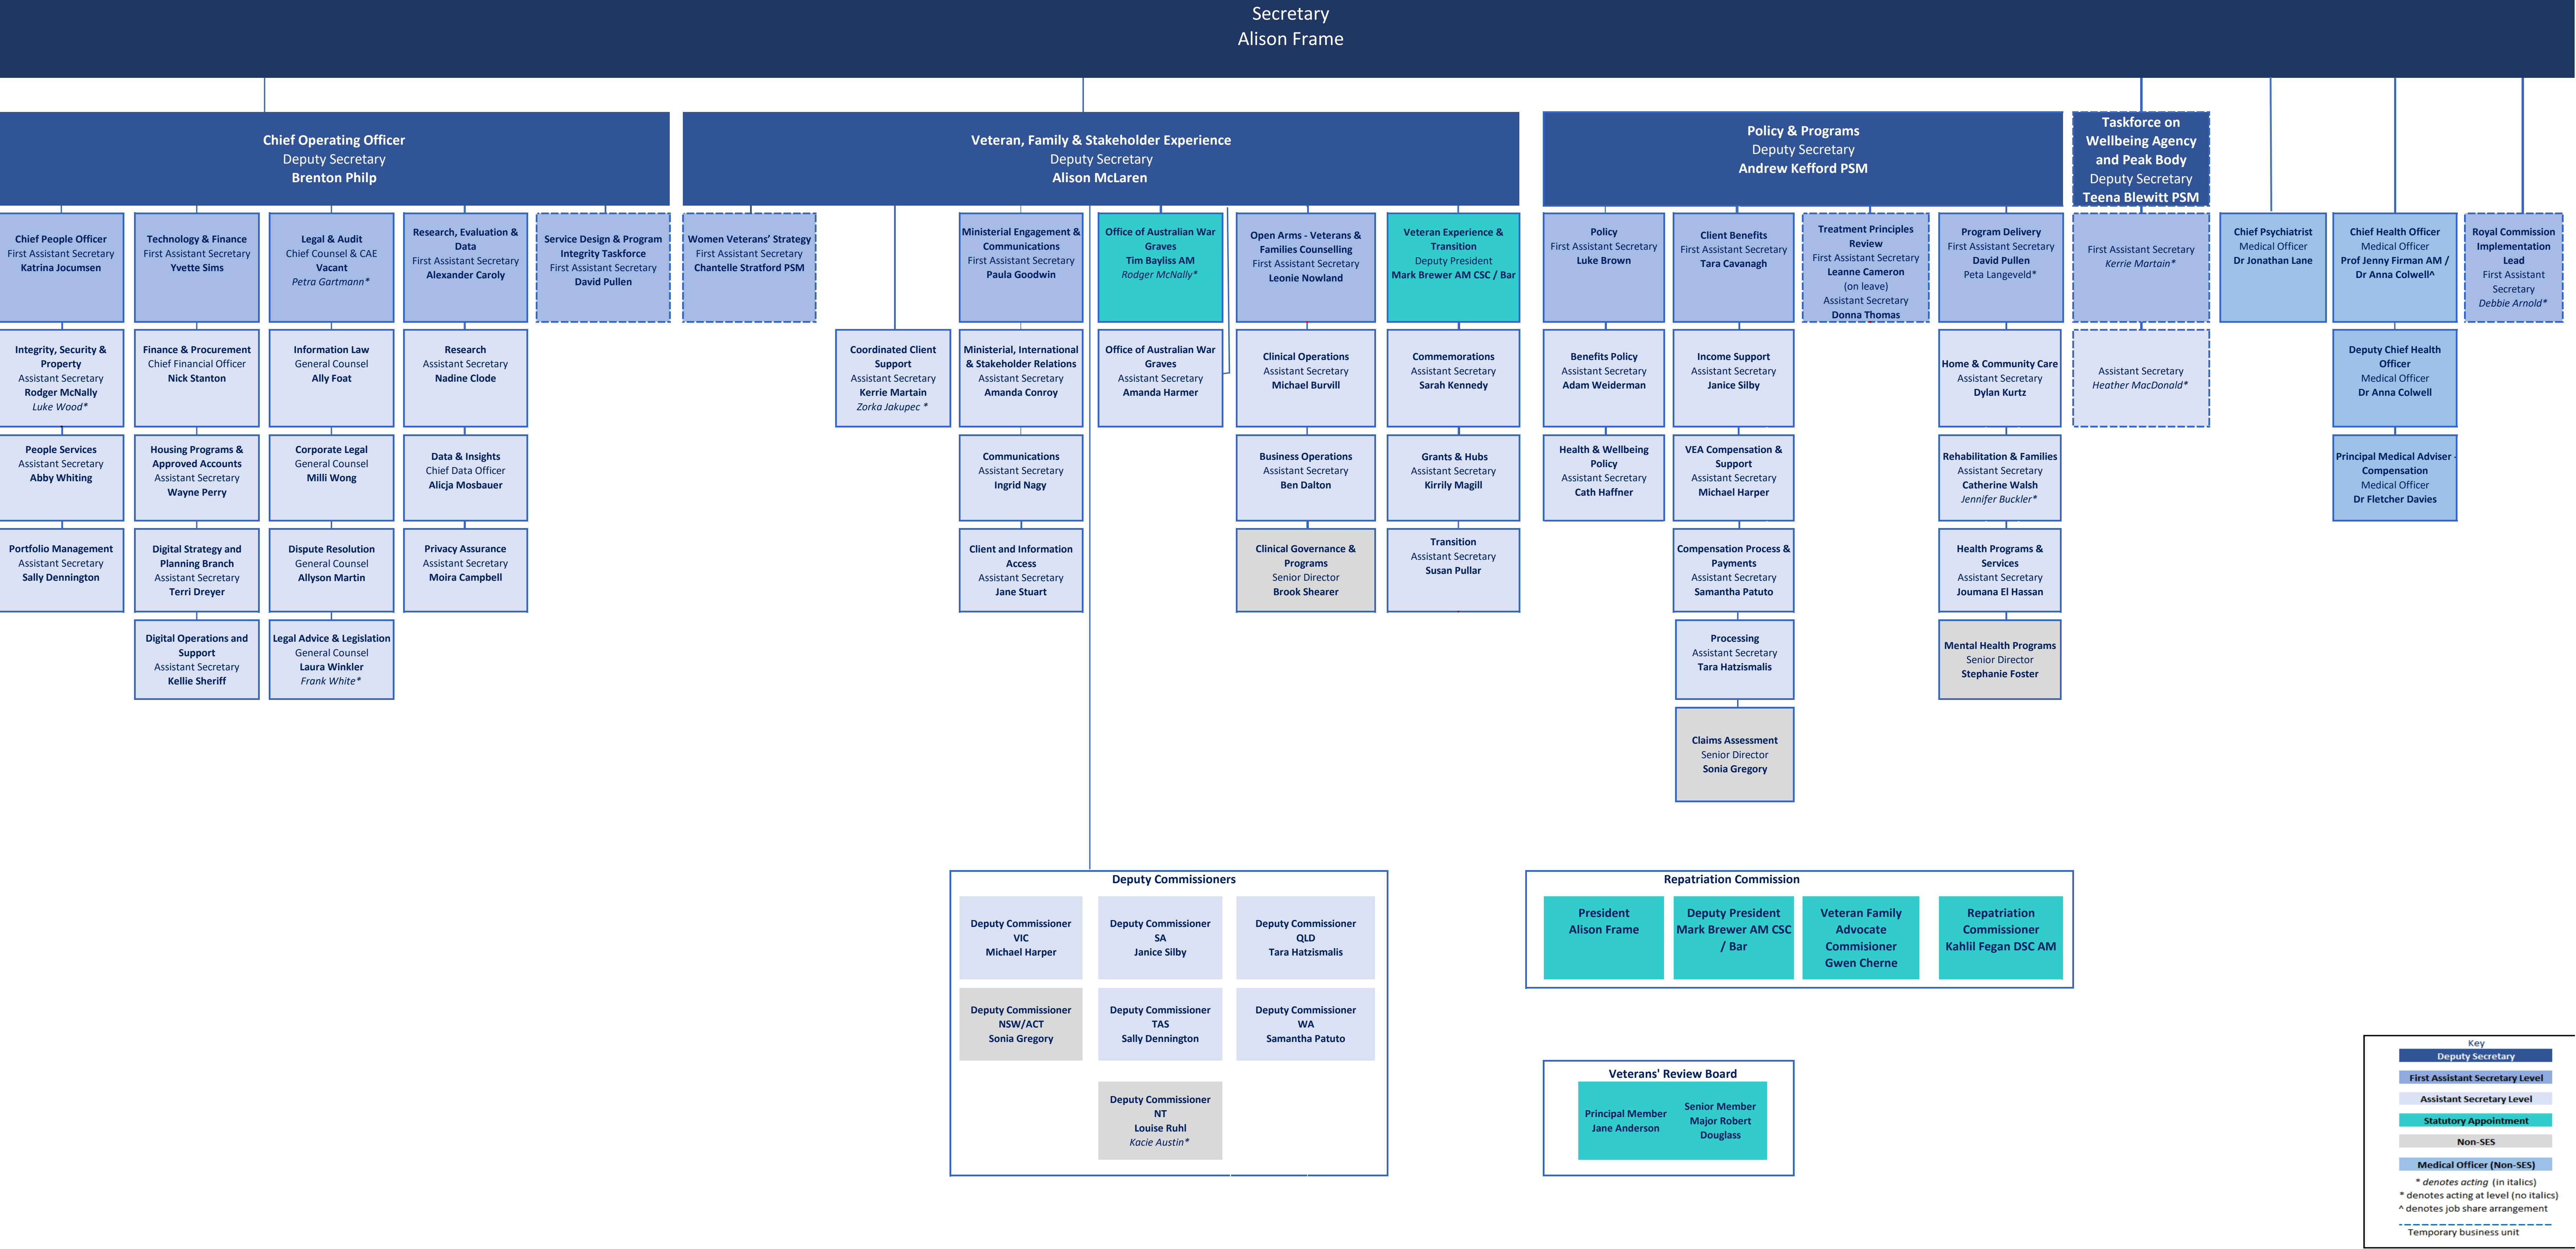 Secretary
Alison Frame
Chief Operating Officer
Deputy Secretary
Brenton Philp
Chief People Officer
First Assistant Secretary
Katrina Jocumsen
Integrity, Security &
Property
Assistant Secretary
Rodger McNally
Luke Wood*
People Services
Assistant Secretary
Abby Whiting
Portfolio Management
Assistant Secretary
Sally Dennington
Technology & Finance
First Assistant Secretary
Yvette Sims
Finance & Procurement
Chief Financial Officer
Nick Stanton
Housing Programs &
Approved Accounts
Assistant Secretary
Wayne Perry
Digital Strategy and
Planning Branch
Assistant Secretary
Terri Dreyer
Digital Operations and
Support
Assistant Secretary
Kellie Sheriff
Legal & Audit
Chief Counsel & CAE
Vacant
Petra Gartmann*
Information Law
General Counsel
Ally Foat
Corporate Legal
General Counsel
Milli Wong
Dispute Resolution
General Counsel
Allyson Martin
Legal Advice & Legislation
General Counsel
Laura Winkler
Frank White*
Research, Evaluation &
Data
First Assistant Secretary
Alexander Caroly
Research
Assistant Secretary
Nadine Clode
Data & Insights
Chief Data Officer
Alicja Mosbauer
Privacy Assurance
Assistant Secretary
Moira Campbell
Service Design & Program
Integrity Taskforce
First Assistant Secretary
David Pullen
Veteran, Family & Stakeholder Experience
Deputy Secretary
Alison McLaren
Women Veterans' Strategy
First Assistant Secretary
Chantelle Stratford PSM
Coordinated Client
Support
Assistant Secretary
Kerrie Martain
Zorka Jakupec *
Ministerial Engagement &
Communications
First Assistant Secretary
Paula Goodwin
Ministerial, International
& Stakeholder Relations
Assistant Secretary
Amanda Conroy
Communications
Assistant Secretary
Ingrid Nagy
Client and Information
Access
Assistant Secretary
Jane Stuart
Office of Australian War
Graves
Tim Bayliss AM
Rodger McNally*
Office of Australian War
Graves
Assistant Secretary
Amanda Harmer
Open Arms - Veterans &
Families Counselling
First Assistant Secretary
Leonie Nowland
Clinical Operations
Assistant Secretary
Michael Burvill
Business Operations
Assistant Secretary
Ben Dalton
Clinical Governance &
Programs
Senior Director
Brook Shearer
Veteran Experience &
Transition
Deputy President
Mark Brewer AM CSC / Bar
Commemorations
Assistant Secretary
Sarah Kennedy
Grants & Hubs
Assistant Secretary
Kirrily Magill
Transition
Assistant Secretary
Susan Pullar
Policy & Programs
Deputy Secretary
Andrew Kefford PSM
Policy
First Assistant Secretary
Luke Brown
Benefits Policy
Assistant Secretary
Adam Weiderman
Health & Wellbeing
Policy
Assistant Secretary
Cath Haffner
Client Benefits
First Assistant Secretary
Tara Cavanagh
Income Support
Assistant Secretary
Janice Silby
VEA Compensation &
Support
Assistant Secretary
Michael Harper
Compensation Process &
Payments
Assistant Secretary
Samantha Patuto
Processing
Assistant Secretary
Tara Hatzismalis
Claims Assessment
Senior Director
Sonia Gregory
Treatment Principles
Review
First Assistant Secretary
Leanne Cameron
(on leave)
Assistant Secretary
Donna Thomas
Program Delivery
First Assistant Secretary
David Pullen
Peta Langeveld*
Home & Community Care
Assistant Secretary
Dylan Kurtz
Rehabilitation & Families
Assistant Secretary
Catherine Walsh
Jennifer Buckler*
Health Programs &
Services
Assistant Secretary
Joumana El Hassan
Mental Health Programs
Senior Director
Stephanie Foster
Taskforce on
Wellbeing Agency
and Peak Body
Deputy Secretary
Teena Blewitt PSM
First Assistant Secretary
Kerrie Martain*
Assistant Secretary
Heather MacDonald*
Chief Psychiatrist
Medical Officer
Dr Jonathan Lane
Chief Health Officer
Medical Officer
Prof Jenny Firman AM /
Dr Anna Colwell^
Deputy Chief Health
Officer
Medical Officer
Dr Anna Colwell
Principal Medical Adviser -
Compensation
Medical Officer
Dr Fletcher Davies
Royal Commission
Implementation
Lead
First Assistant
Secretary
Debbie Arnold*
Deputy Commissioners
Deputy Commissioner
VIC
Michael Harper
Deputy Commissioner
SA
Janice Silby
Deputy Commissioner
QLD
Tara Hatzismalis
Deputy Commissioner
NSW/ACT
Sonia Gregory
Deputy Commissioner
TAS
Sally Dennington
Deputy Commissioner
WA
Samantha Patuto
Deputy Commissioner
NT
Louise Ruhl
Kacie Austin*
Repatriation Commission
President
Alison Frame
Deputy President
Mark Brewer AM CSC
/ Bar
Veteran Family
Advocate
Commisioner
Gwen Cherne
Repatriation
Commissioner
Kahlil Fegan DSC AM
Veterans' Review Board
Principal Member
Jane Anderson
Senior Member
Major Robert
Douglass
Key
Deputy Secretary
First Assistant Secretary Level
Assistant Secretary Level
Statutory Appointment
Non-SES
Medical Officer (Non-SES)
* denotes acting (in italics)
* denotes acting at level (no italics)
^ denotes job share arrangement
Temporary business unit